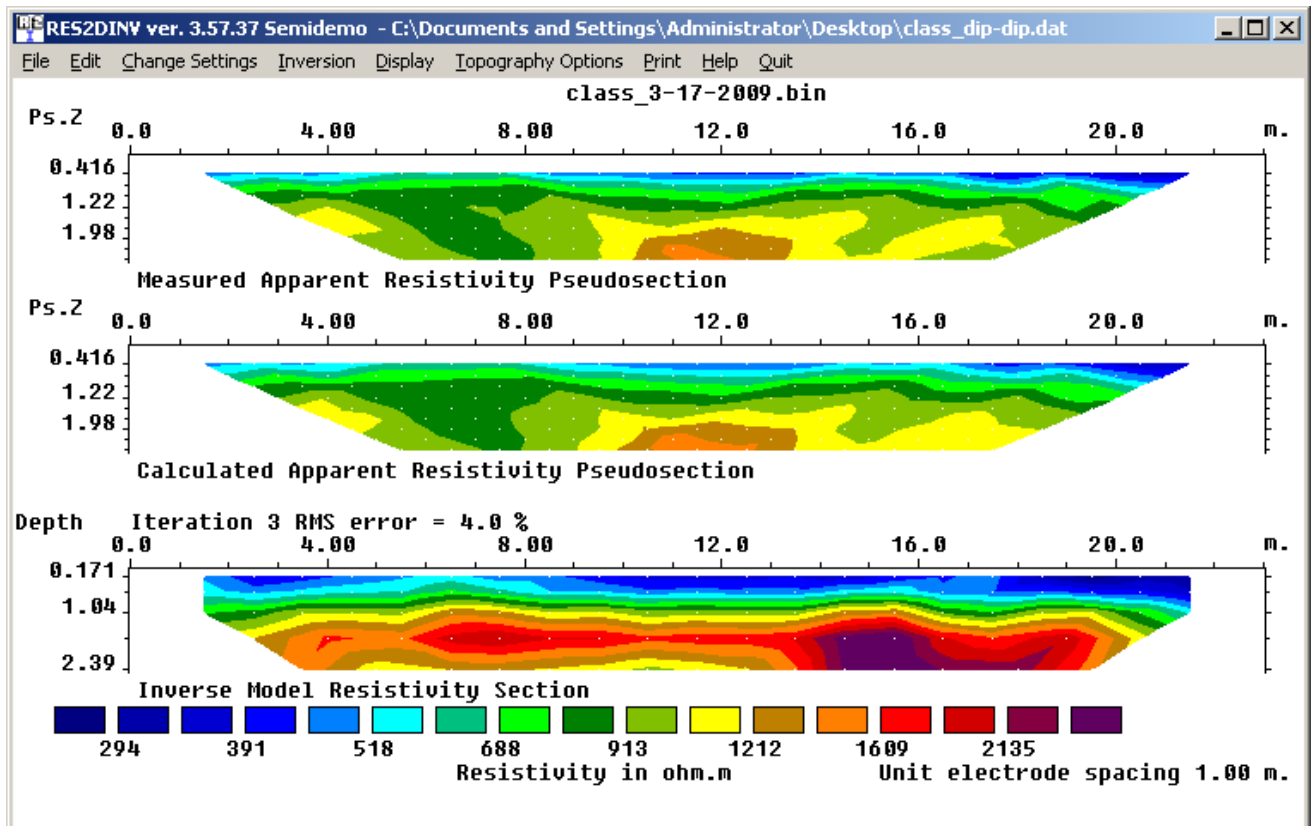 RES2DINV ver. 3.57.37 Semidemo - C:\Documents and Settings\Administrator\Desktop\class_dip-dip.dat
File Edit Change Settings Inversion Display Topography Options Print Help Quit
class_3-17-2009.bin
Ps.Z
0.0 4.00 8.00 12.0 16.0 20.0 m.
0.416
1.22
1.98
Measured Apparent Resistivity Pseudosection
Ps.Z
0.0 4.00 8.00 12.0 16.0 20.0 m.
0.416
1.22
1.98
Calculated Apparent Resistivity Pseudosection
Depth Iteration 3 RMS error = 4.0 %
0.0 4.00 8.00 12.0 16.0 20.0 m.
0.171
1.04
2.39
Inverse Model Resistivity Section
294 391 518 688 913 1212 1609 2135
Resistivity in ohm.m Unit electrode spacing 1.00 m.